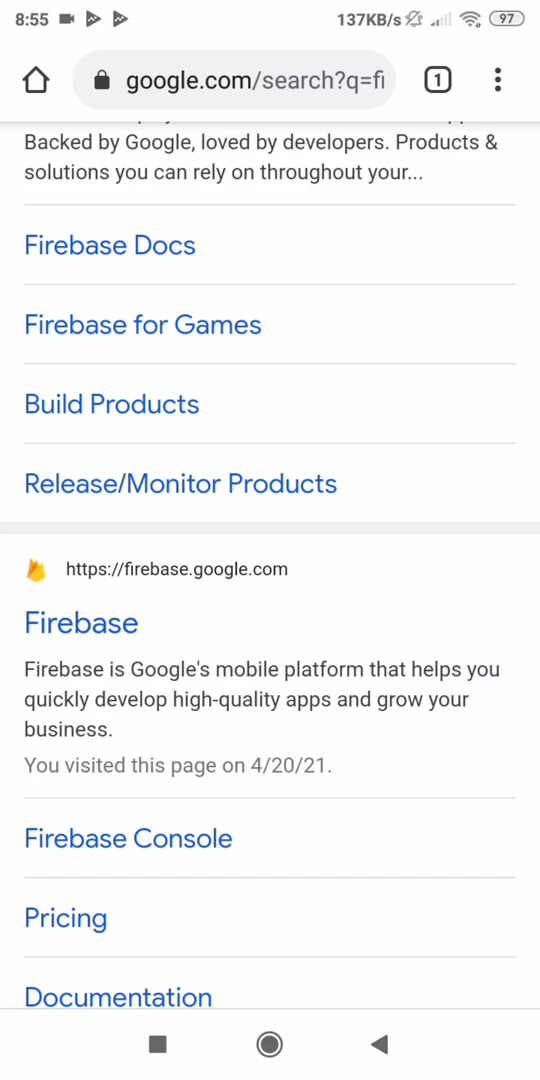 8:55
137KB/s
97
google.com/search?q=fi
1
Backed by Google, loved by developers. Products &
solutions you can rely on throughout your...
Firebase Docs
Firebase for Games
Build Products
Release/Monitor Products
https://firebase.google.com
Firebase
Firebase is Google's mobile platform that helps you
quickly develop high-quality apps and grow your
business.
You visited this page on 4/20/21.
Firebase Console
Pricing
Documentation